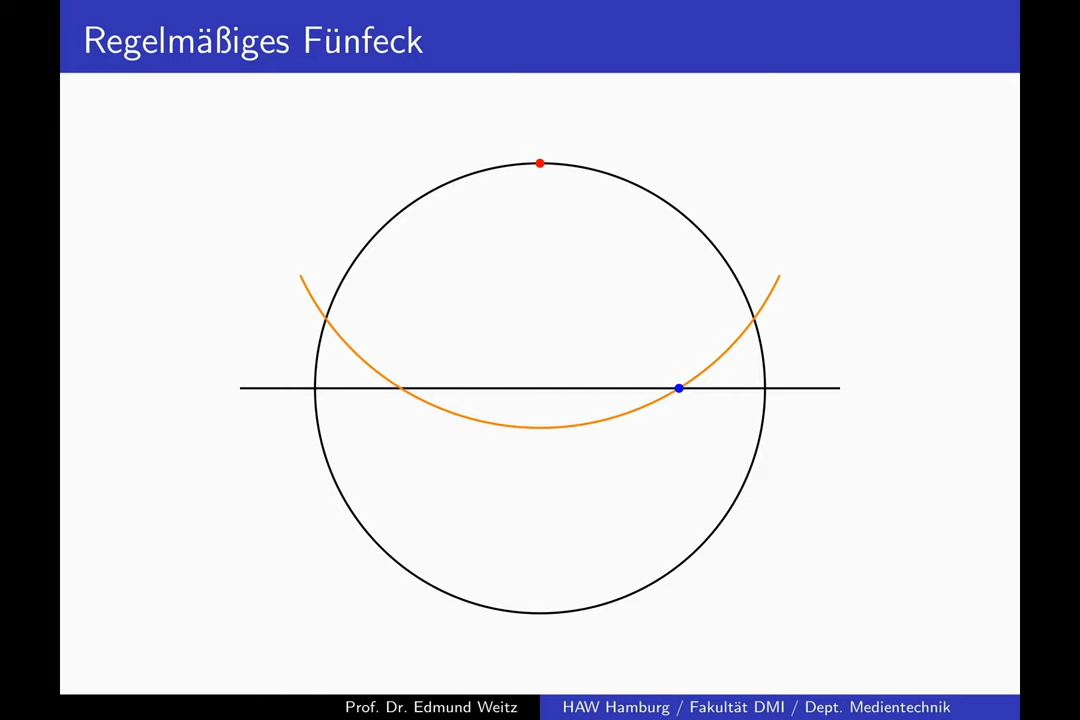 Regelmäßiges Fünfeck
Prof. Dr. Edmund Weitz
HAW Hamburg / Fakultät DMI / Dept. Medientechnik